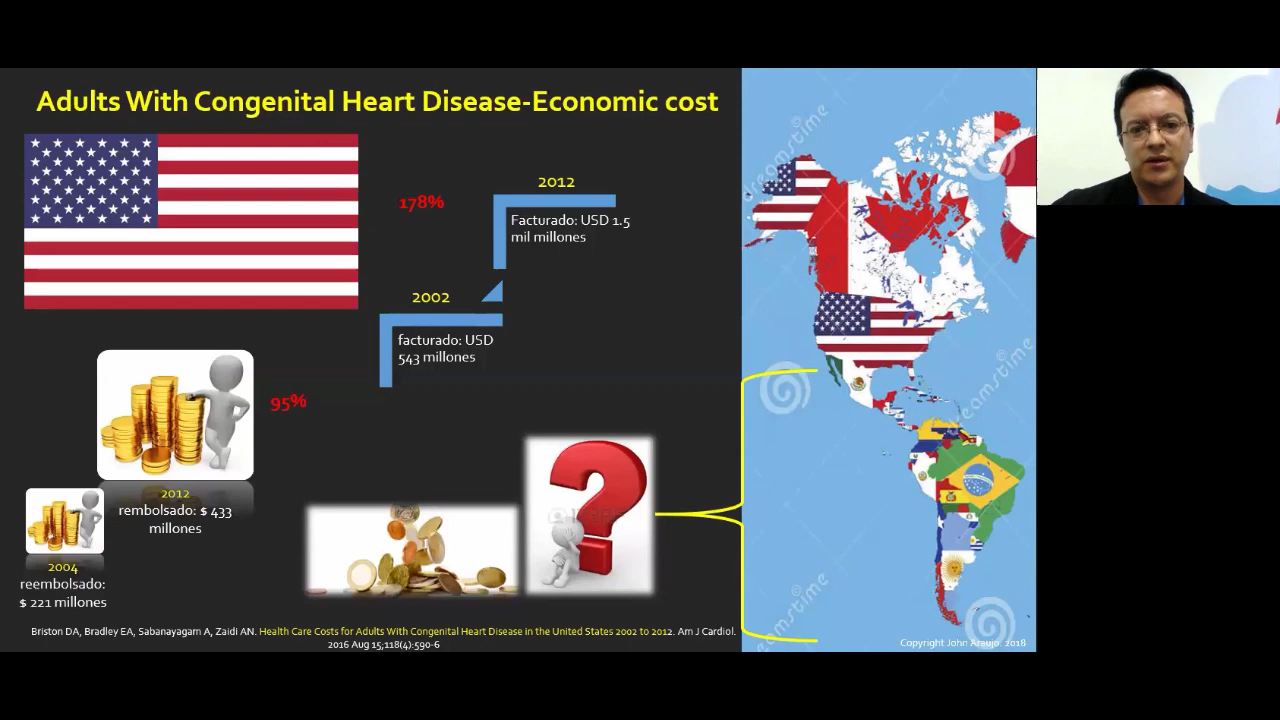 Adults With Congenital Heart Disease-Economic cost
178%
2012
Facturado: USD 1.5
mil millones
2002
facturado: USD
543 millones
95%
2012
rembolsado: $ 433
millones
2004
reembolsado:
$ 221 millones
Briston DA, Bradley EA, Sabanayagam A, Zaidi AN. Health Care Costs for Adults With Congenital Heart Disease in the United States 2002 to 2012. Am J Cardiol.
2016 Aug 15;118(4):590-6
dreamstime
dreamstime
dreamstime
Copyright John Araujo. 2018